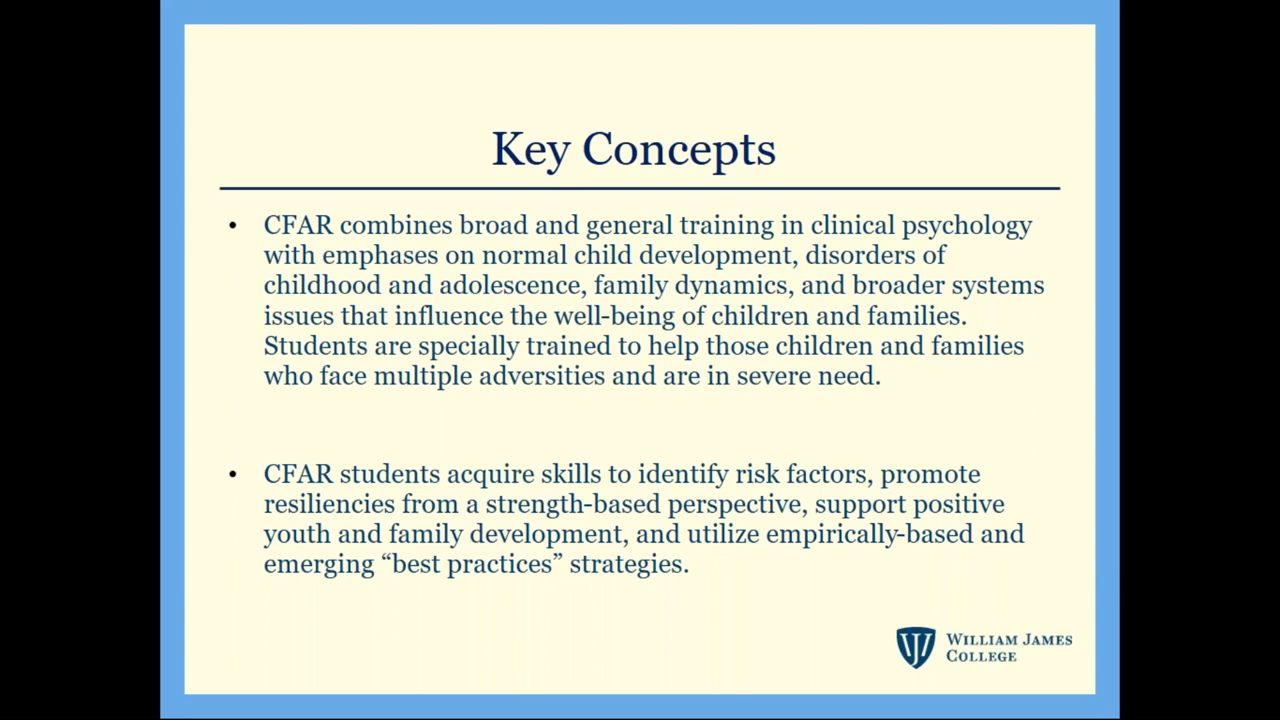 Key Concepts
• CFAR combines broad and general training in clinical psychology
with emphases on normal child development, disorders of
childhood and adolescence, family dynamics, and broader systems
issues that influence the well-being of children and families.
Students are specially trained to help those children and families
who face multiple adversities and are in severe need.
• CFAR students acquire skills to identify risk factors, promote
resiliencies from a strength-based perspective, support positive
youth and family development, and utilize empirically-based and
emerging “best practices” strategies.
WILLIAM JAMES
COLLEGE